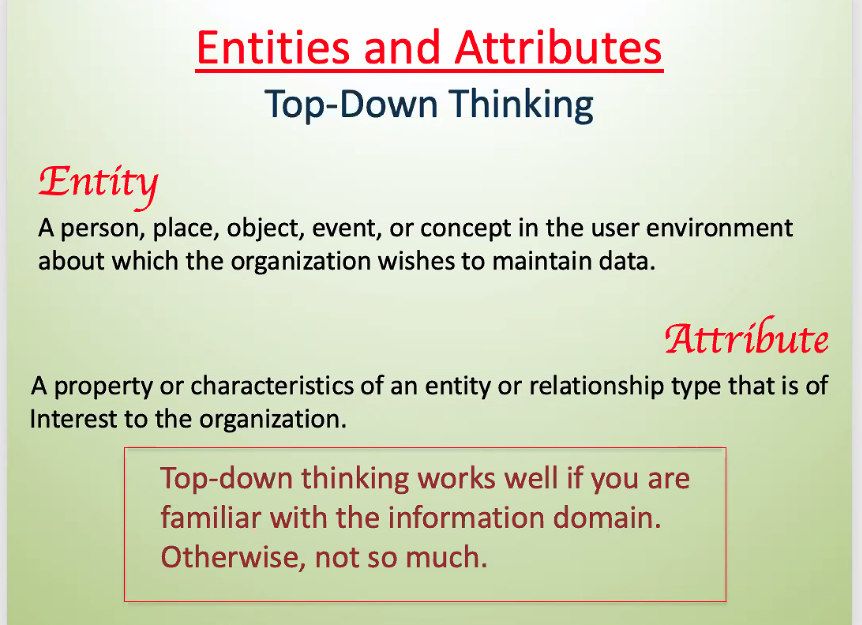 Entities and Attributes
Top-Down Thinking
Entity
A person, place, object, event, or concept in the user environment
about which the organization wishes to maintain data.
Attribute
A property or characteristics of an entity or relationship type that is of
Interest to the organization.
Top-down thinking works well if you are
familiar with the information domain.
Otherwise, not so much.